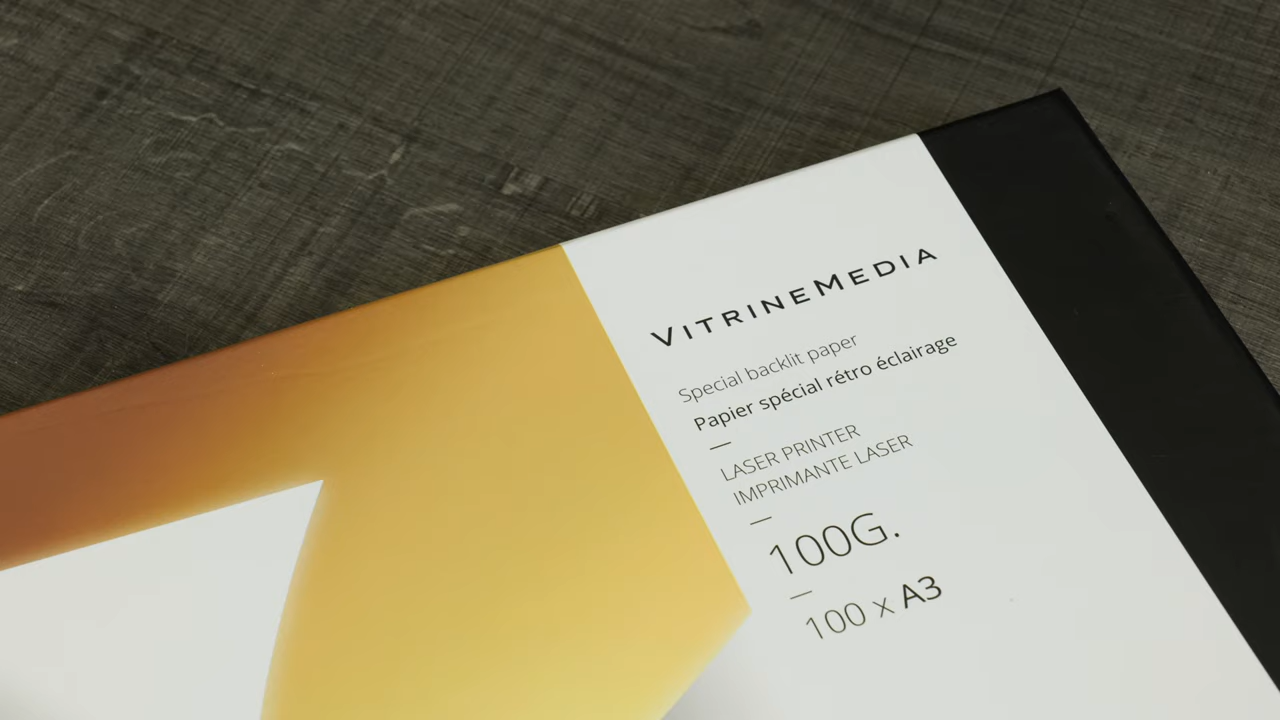 VITRINEMEDIA
Special backlit paper
Papier spécial rétro éclairage
—
LASER PRINTER
IMPRIMANTE LASER
—
100G.
—
100 x A3